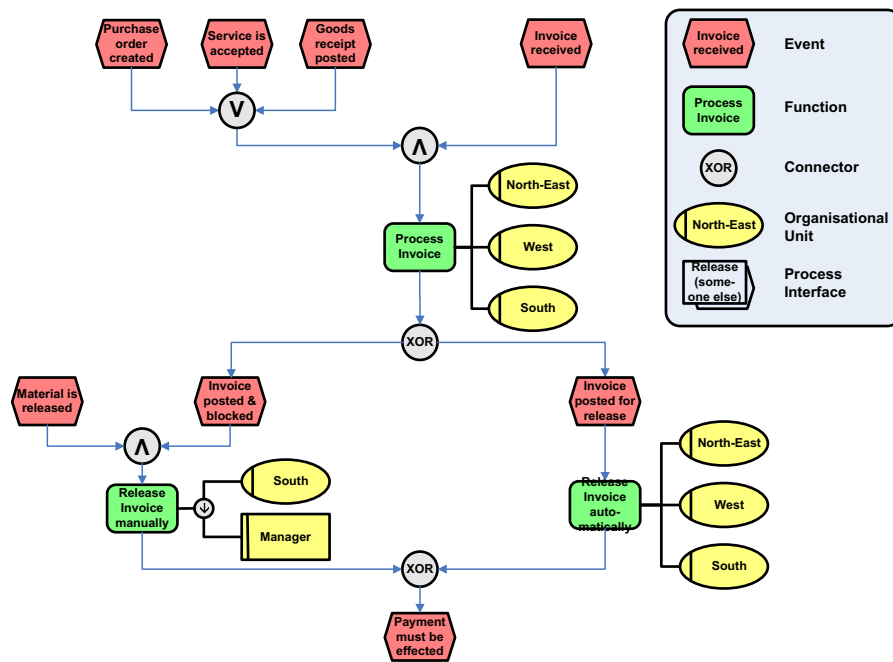 Purchase
order
created
Service is
accepted
Goods
receipt
posted
Invoice
received
V
Λ
North-East
Process
Invoice
West
South
XOR
Material is
released
Invoice
posted &
blocked
Invoice
posted for
release
Λ
Release
Invoice
manually
South
Manager
Release
Invoice
auto-
matically
North-East
West
South
XOR
Payment
must be
effected
Invoice
received
Event
Process
Invoice
Function
XOR
Connector
North-East
Organisational
Unit
Release
(some-
one else)
Process
Interface